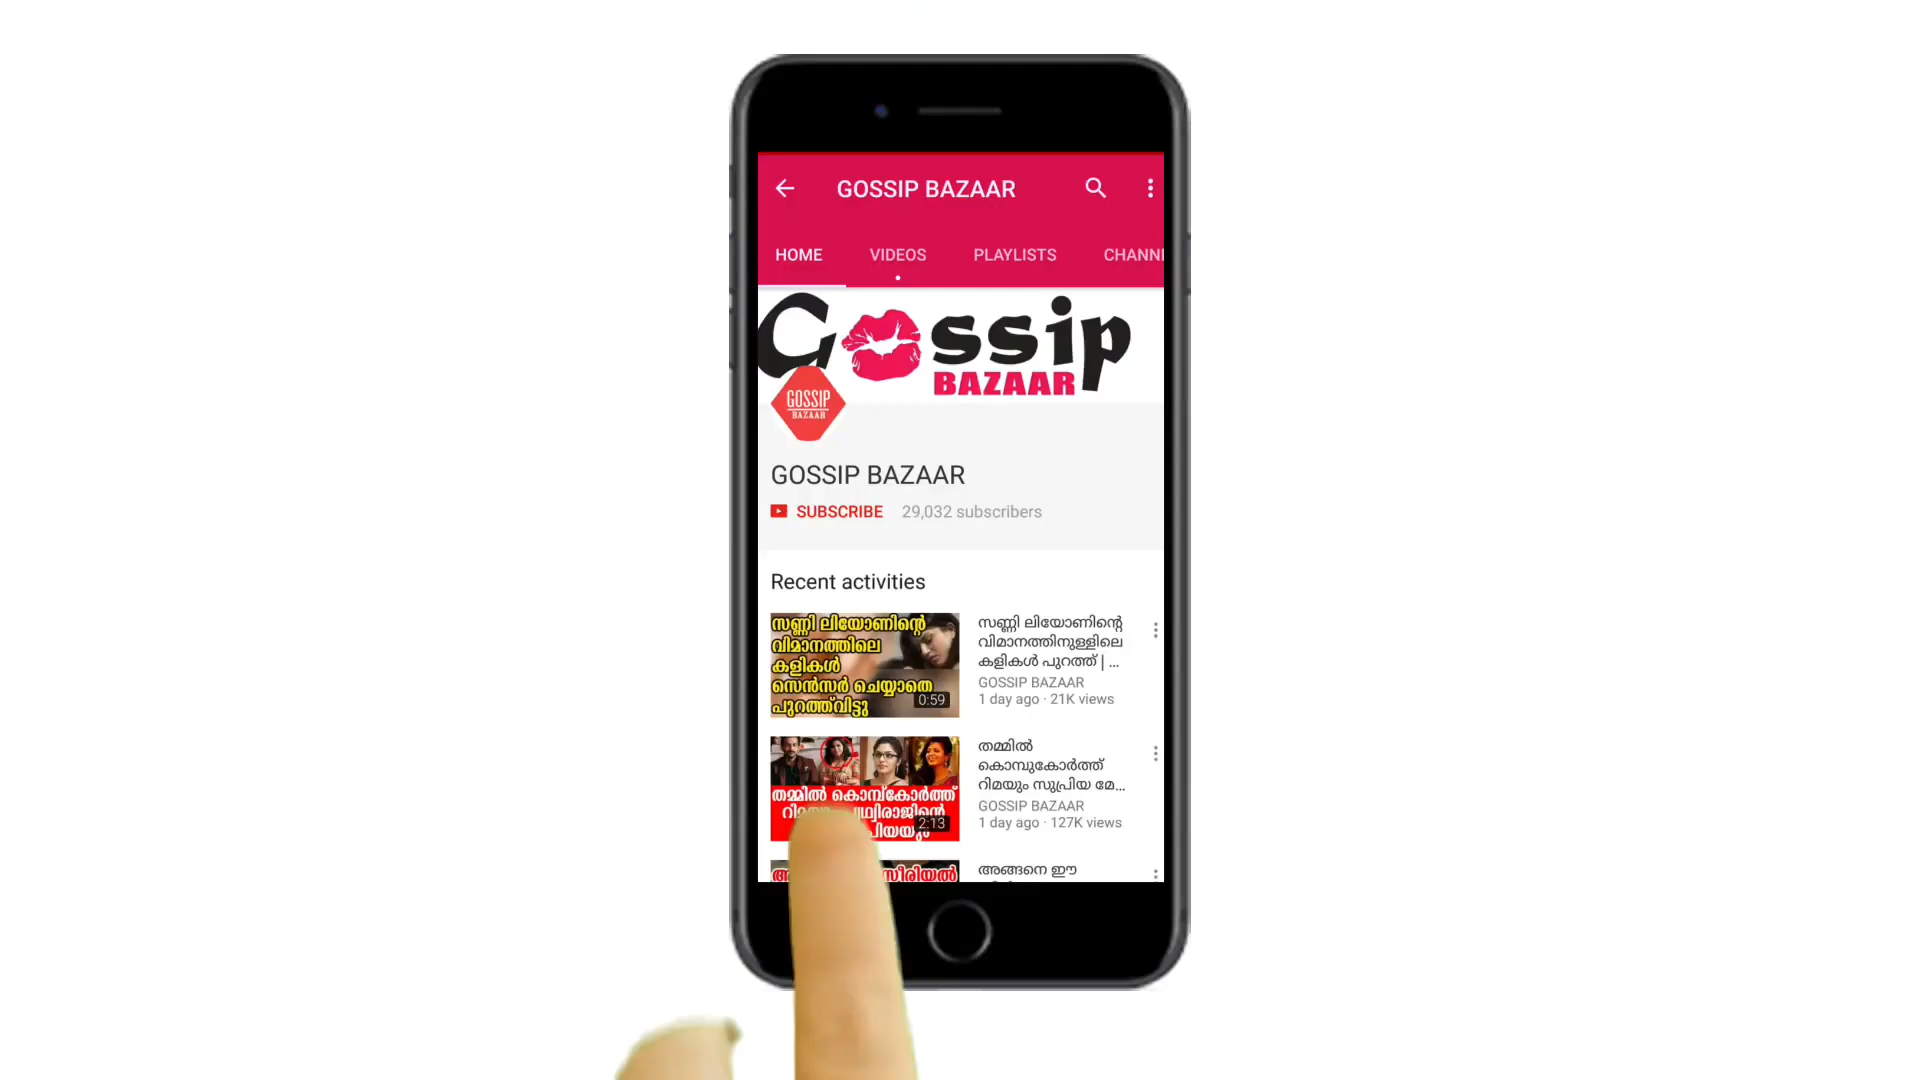 GOSSIP BAZAAR
HOME VIDEOS PLAYLISTS CHANN
Gossip
BAZAAR
GOSSIP
BAZAAR
GOSSIP BAZAAR
SUBSCRIBE 29,032 subscribers
Recent activities
സണ്ണി ലിയോണിന്റെ
വിമാനത്തിലെ
കളികൾ
സെൻസർ ചെയ്യാതെ
പുറത്ത്‌വിട്ടു
0:59
സണ്ണി ലിയോണിന്റെ
വിമാനത്തിനുള്ളിലെ
കളികൾ പുറത്ത് | ...
GOSSIP BAZAAR
1 day ago · 21K views
തമ്മിൽ കൊമ്പ്കോർത്ത്
2:13
തമ്മിൽ
കൊമ്പുകോർത്ത്
റിമയും സുപ്രിയ മേ...
GOSSIP BAZAAR
1 day ago · 127K views
സീരിയൽ
അങ്ങനെ ഈ